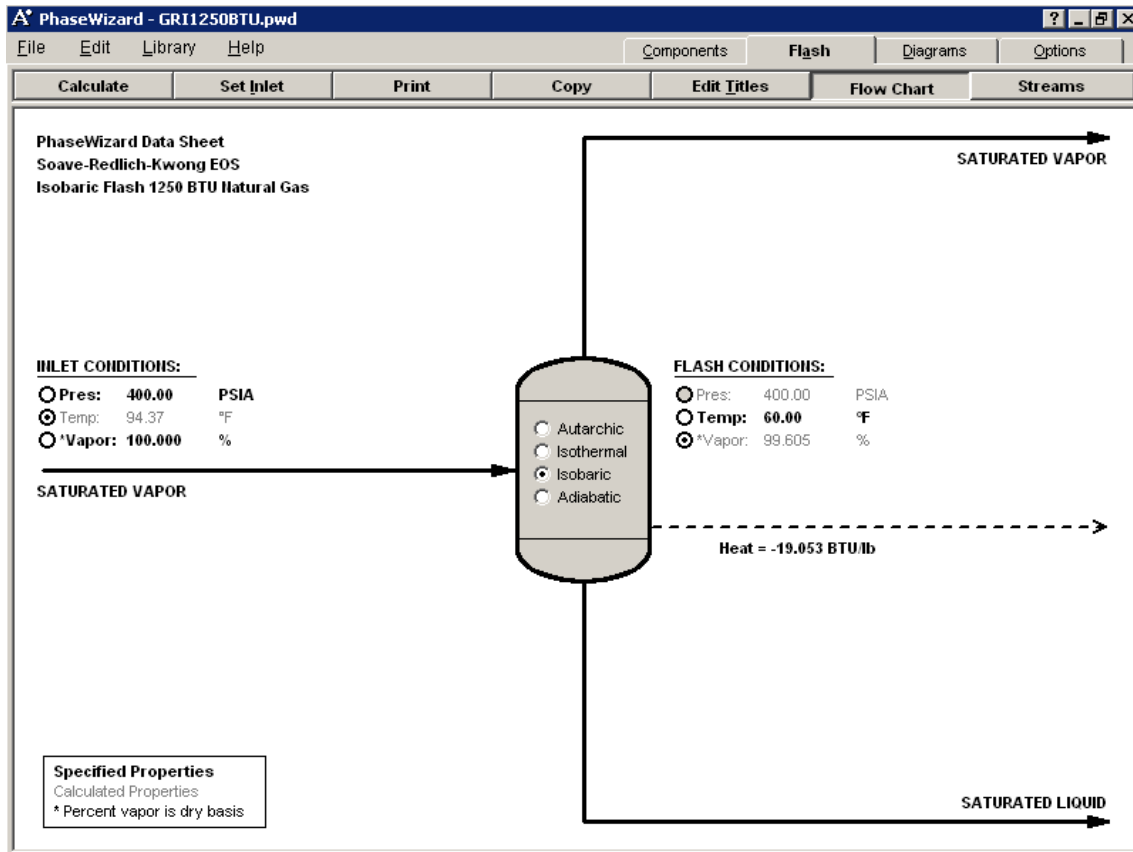 A* PhaseWizard - GRI1250BTU.pwd
File Edit Library Help Components Flash Diagrams Options
Calculate Set Inlet Print Copy Edit Titles Flow Chart Streams
PhaseWizard Data Sheet
Soave-Redlich-Kwong EOS
Isobaric Flash 1250 BTU Natural Gas
SATURATED VAPOR
INLET CONDITIONS:
Pres: 400.00 PSIA
Temp: 94.37 °F
*Vapor: 100.000 %
SATURATED VAPOR
Autarchic
Isothermal
Isobaric
Adiabatic
FLASH CONDITIONS:
Pres: 400.00 PSIA
Temp: 60.00 °F
*Vapor: 99.605 %
Heat = -19.053 BTU/lb
Specified Properties
Calculated Properties
* Percent vapor is dry basis
SATURATED LIQUID